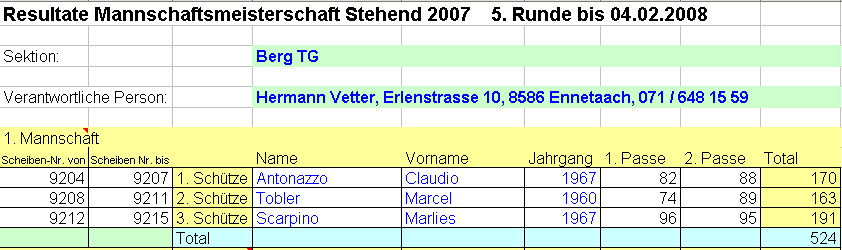 Resultate Mannschaftsmeisterschaft Stehend 2007 5. Runde bis 04.02.2008
Sektion: Berg TG
Verantwortliche Person: Hermann Vetter, Erlenstrasse 10, 8586 Ennetaach, 071 / 648 15 59
1. Mannschaft
Scheiben-Nr. von Scheiben Nr. bis Name Vorname Jahrgang 1. Passe 2. Passe Total
9204 9207 1. Schütze Antonazzo Claudio 1967 82 88 170
9208 9211 2. Schütze Tobler Marcel 1960 74 89 163
9212 9215 3. Schütze Scarpino Marlies 1967 96 95 191
Total 524